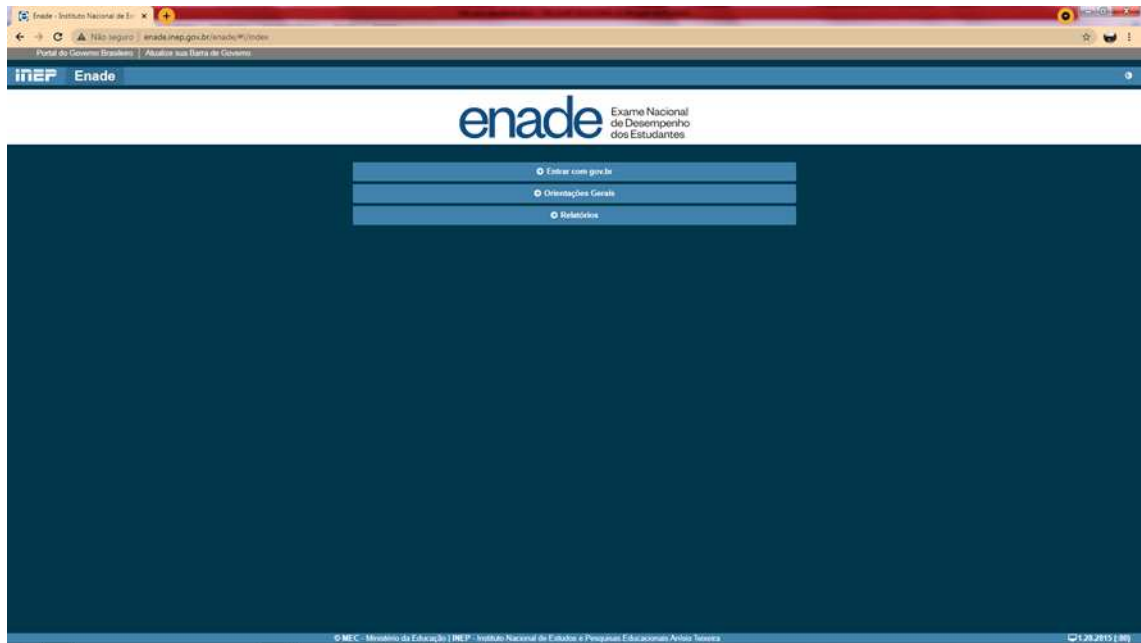 Enade - Instituto Nacional de Es
Não seguro | enade.inep.gov.br/enade/#!/index
Portal do Governo Brasileiro | Atualize sua Barra de Governo
inep Enade
enade Exame Nacional
de Desempenho
dos Estudantes
Entrar com gov.br
Orientações Gerais
Relatórios
© MEC - Ministério da Educação | INEP - Instituto Nacional de Estudos e Pesquisas Educacionais Anísio Teixeira